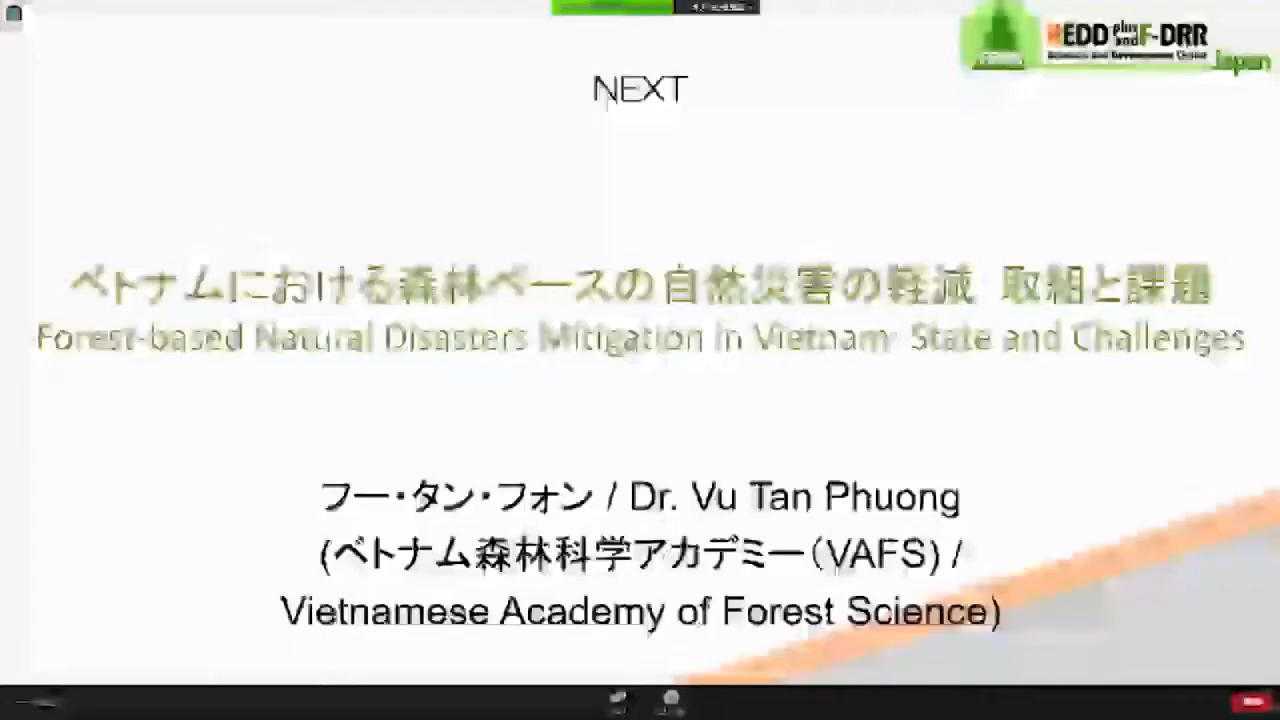 REDD plus and F-DRR
Japan
NEXT
ベトナムにおける森林ベースの自然災害の軽減 取組と課題
Forest-based Natural Disasters Mitigation in Vietnam: State and Challenges
フー・タン・フォン / Dr. Vu Tan Phuong
(ベトナム森林科学アカデミー（VAFS) /
Vietnamese Academy of Forest Science)